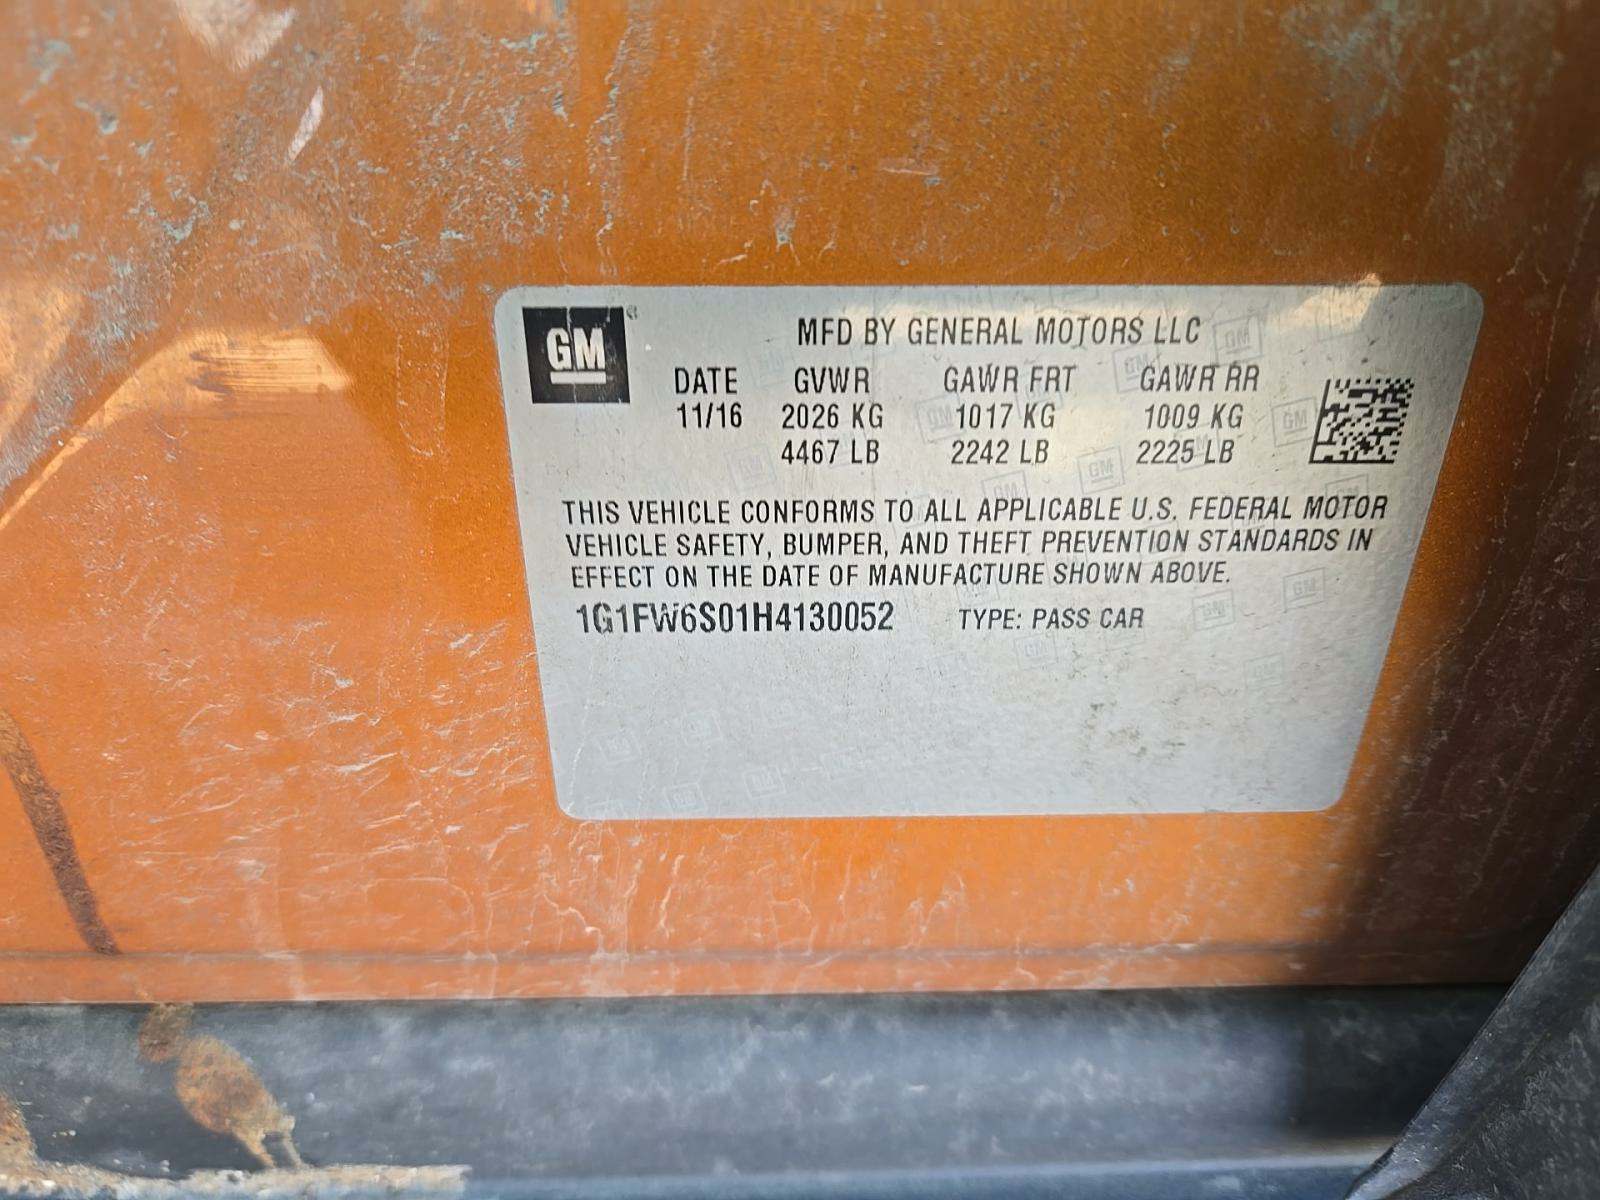 GM®
MFD BY GENERAL MOTORS LLC
DATE GVWR GAWR FRT GAWR RR
11/16 2026 KG 1017 KG 1009 KG
4467 LB 2242 LB 2225 LB
THIS VEHICLE CONFORMS TO ALL APPLICABLE U.S. FEDERAL MOTOR
VEHICLE SAFETY, BUMPER, AND THEFT PREVENTION STANDARDS IN
EFFECT ON THE DATE OF MANUFACTURE SHOWN ABOVE.
1G1FW6S01H4130052 TYPE: PASS CAR